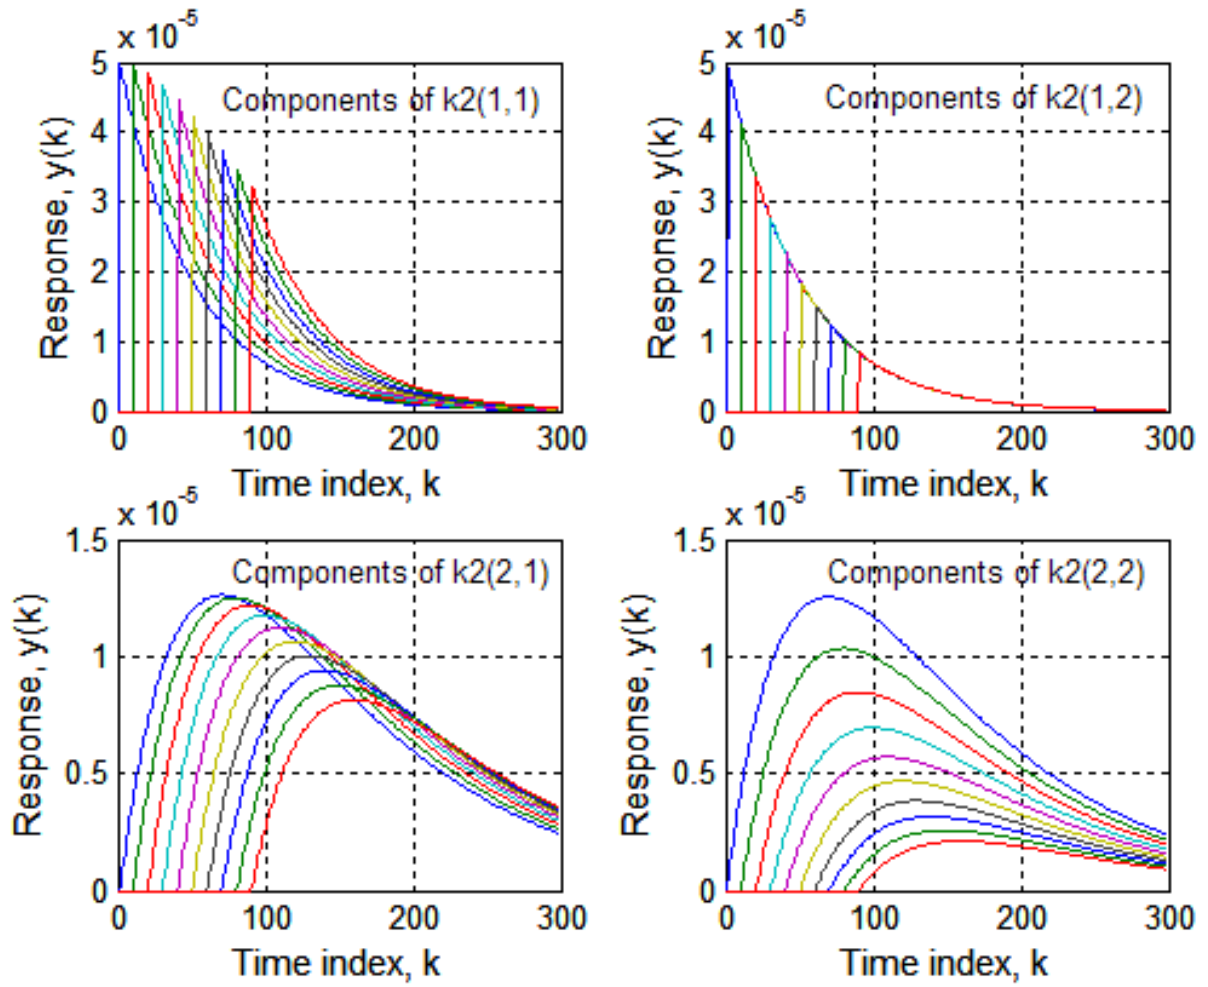 x 10-5
5
4
3
2
1
0
Components of k2(1,1)
Response, y(k)
0 100 200 300
Time index, k
x 10-5
5
4
3
2
1
0
Components of k2(1,2)
Response, y(k)
0 100 200 300
Time index, k
x 10-5
1.5
1
0.5
0
Components of k2(2,1)
Response, y(k)
0 100 200 300
Time index, k
x 10-5
1.5
1
0.5
0
Components of k2(2,2)
Response, y(k)
0 100 200 300
Time index, k